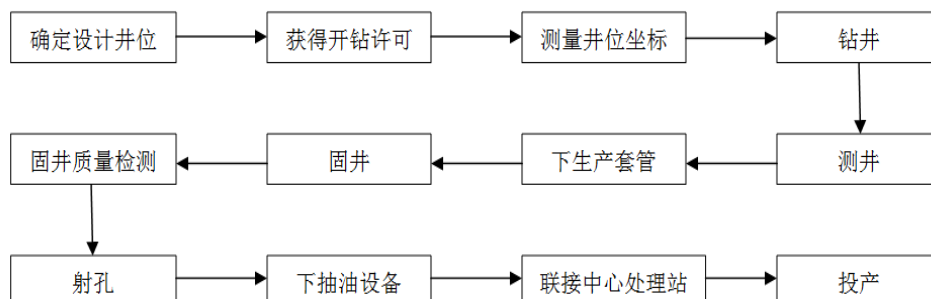 确定设计井位
获得开钻许可
测量井位坐标
钻井
测井
下生产套管
固井
固井质量检测
射孔
下抽油设备
联接中心处理站
投产